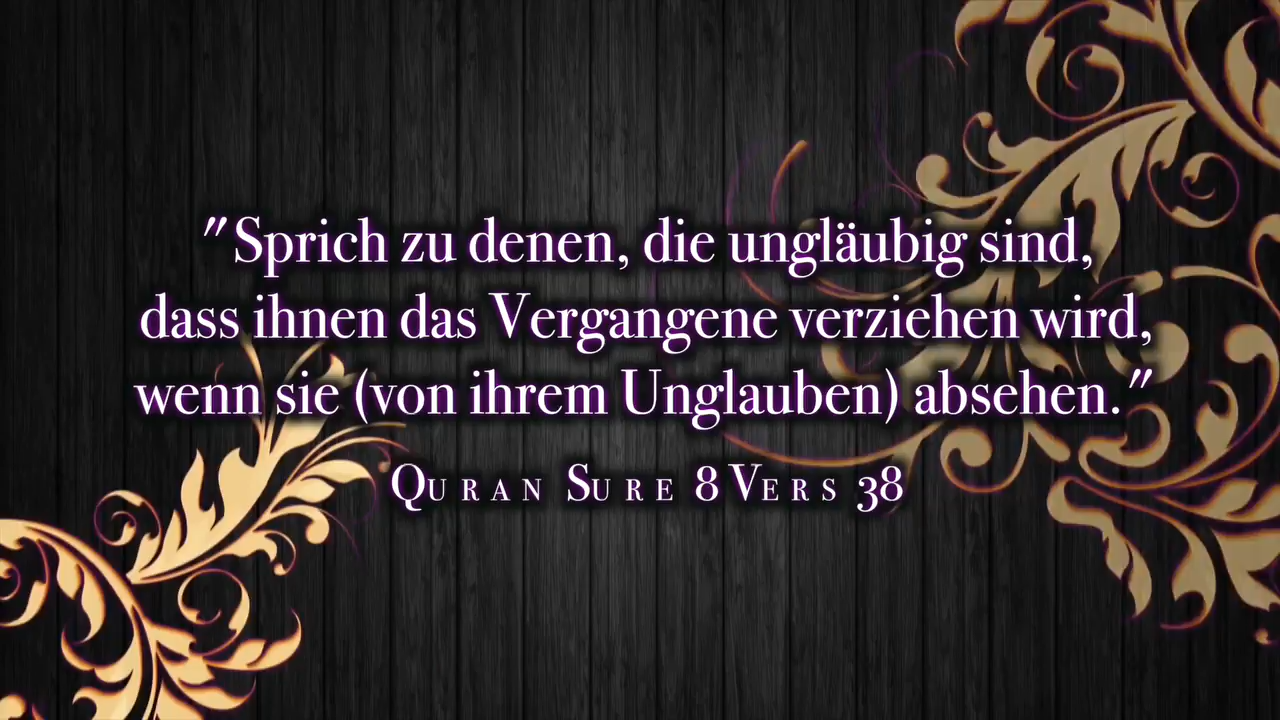 "Sprich zu denen, die ungläubig sind,
dass ihnen das Vergangene verziehen wird,
wenn sie (von ihrem Unglauben) absehen."
Quran Sure 8 Vers 38